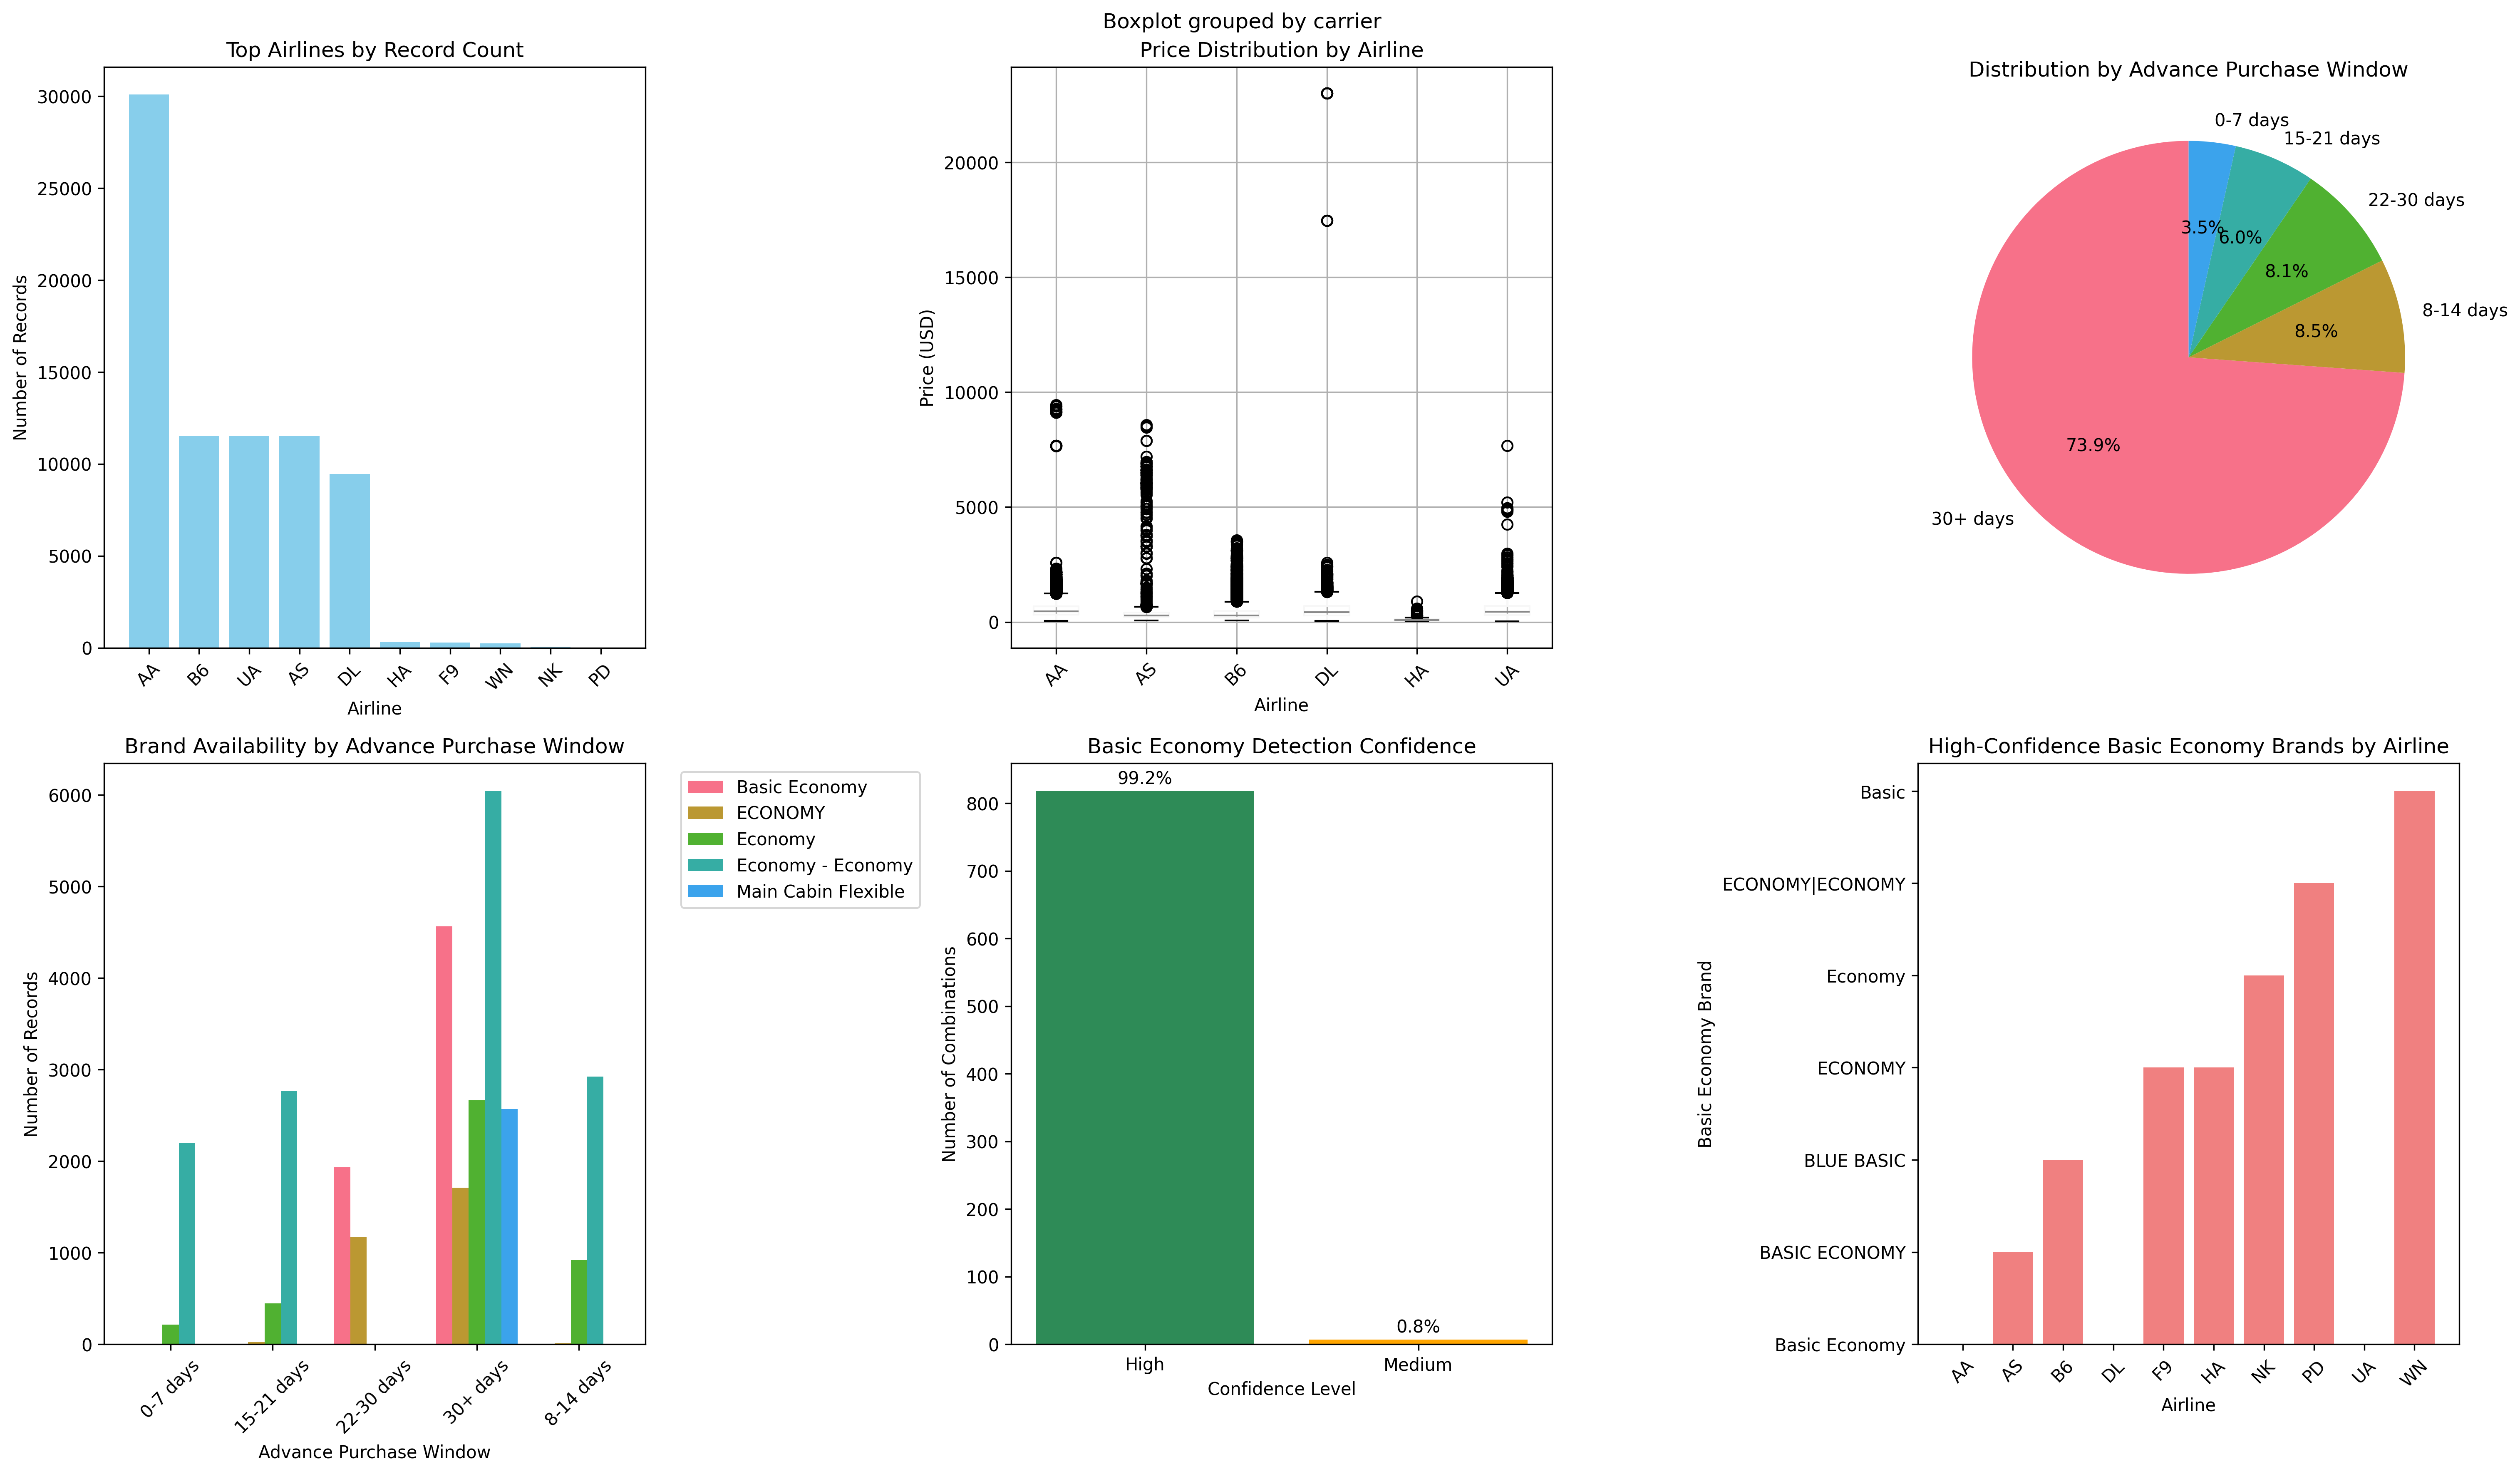 Boxplot grouped by carrier
Top Airlines by Record Count
Number of Records
30000
25000
20000
15000
10000
5000
0
AA
B6
UA
AS
DL
HA
F9
WN
NK
PD
Airline
Price Distribution by Airline
Price (USD)
20000
15000
10000
5000
0
AA
AS
B6
DL
HA
UA
Airline
Distribution by Advance Purchase Window
0-7 days
15-21 days
22-30 days
8-14 days
30+ days
3.5%
6.0%
8.1%
8.5%
73.9%
Brand Availability by Advance Purchase Window
Number of Records
6000
5000
4000
3000
2000
1000
0
0-7 days
15-21 days
22-30 days
30+ days
8-14 days
Advance Purchase Window
Basic Economy
ECONOMY
Economy
Economy - Economy
Main Cabin Flexible
Basic Economy Detection Confidence
Number of Combinations
800
700
600
500
400
300
200
100
0
99.2%
0.8%
High
Medium
Confidence Level
High-Confidence Basic Economy Brands by Airline
Basic Economy Brand
Basic
ECONOMY|ECONOMY
Economy
ECONOMY
BLUE BASIC
BASIC ECONOMY
Basic Economy
AA
AS
B6
DL
F9
HA
NK
PD
UA
WN
Airline